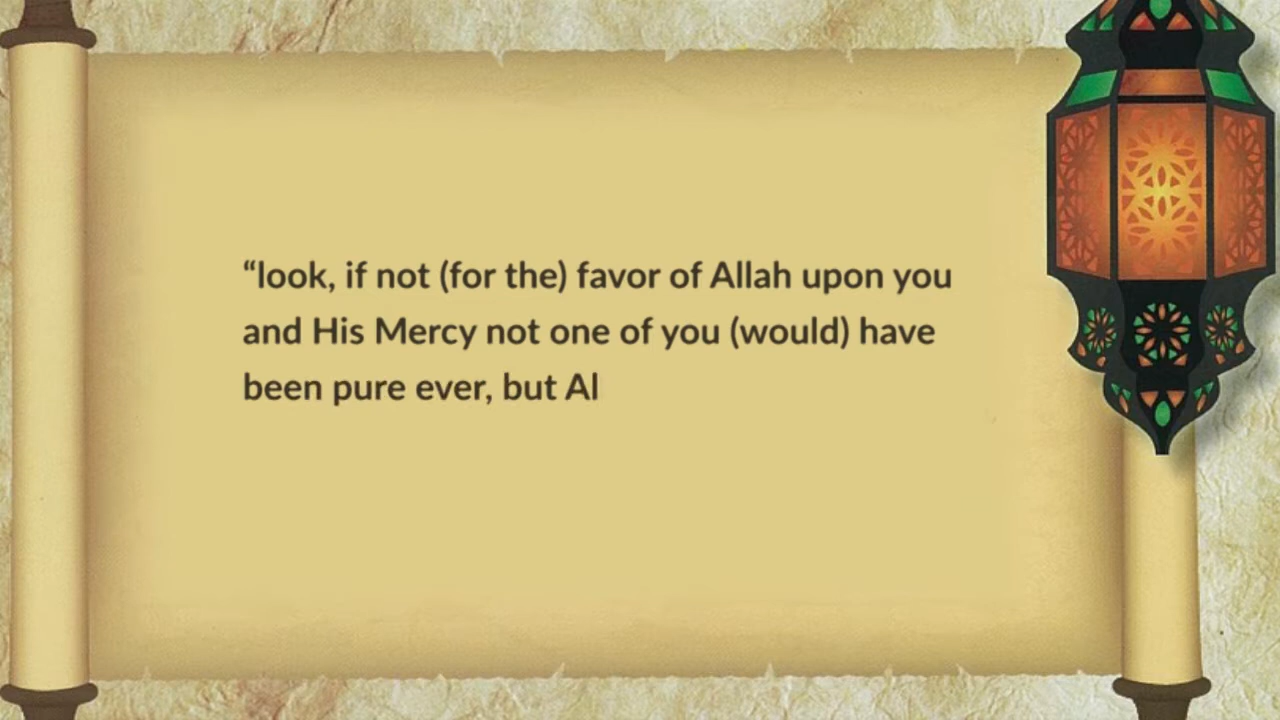 “look, if not (for the) favor of Allah upon you
and His Mercy not one of you (would) have
been pure ever, but Al